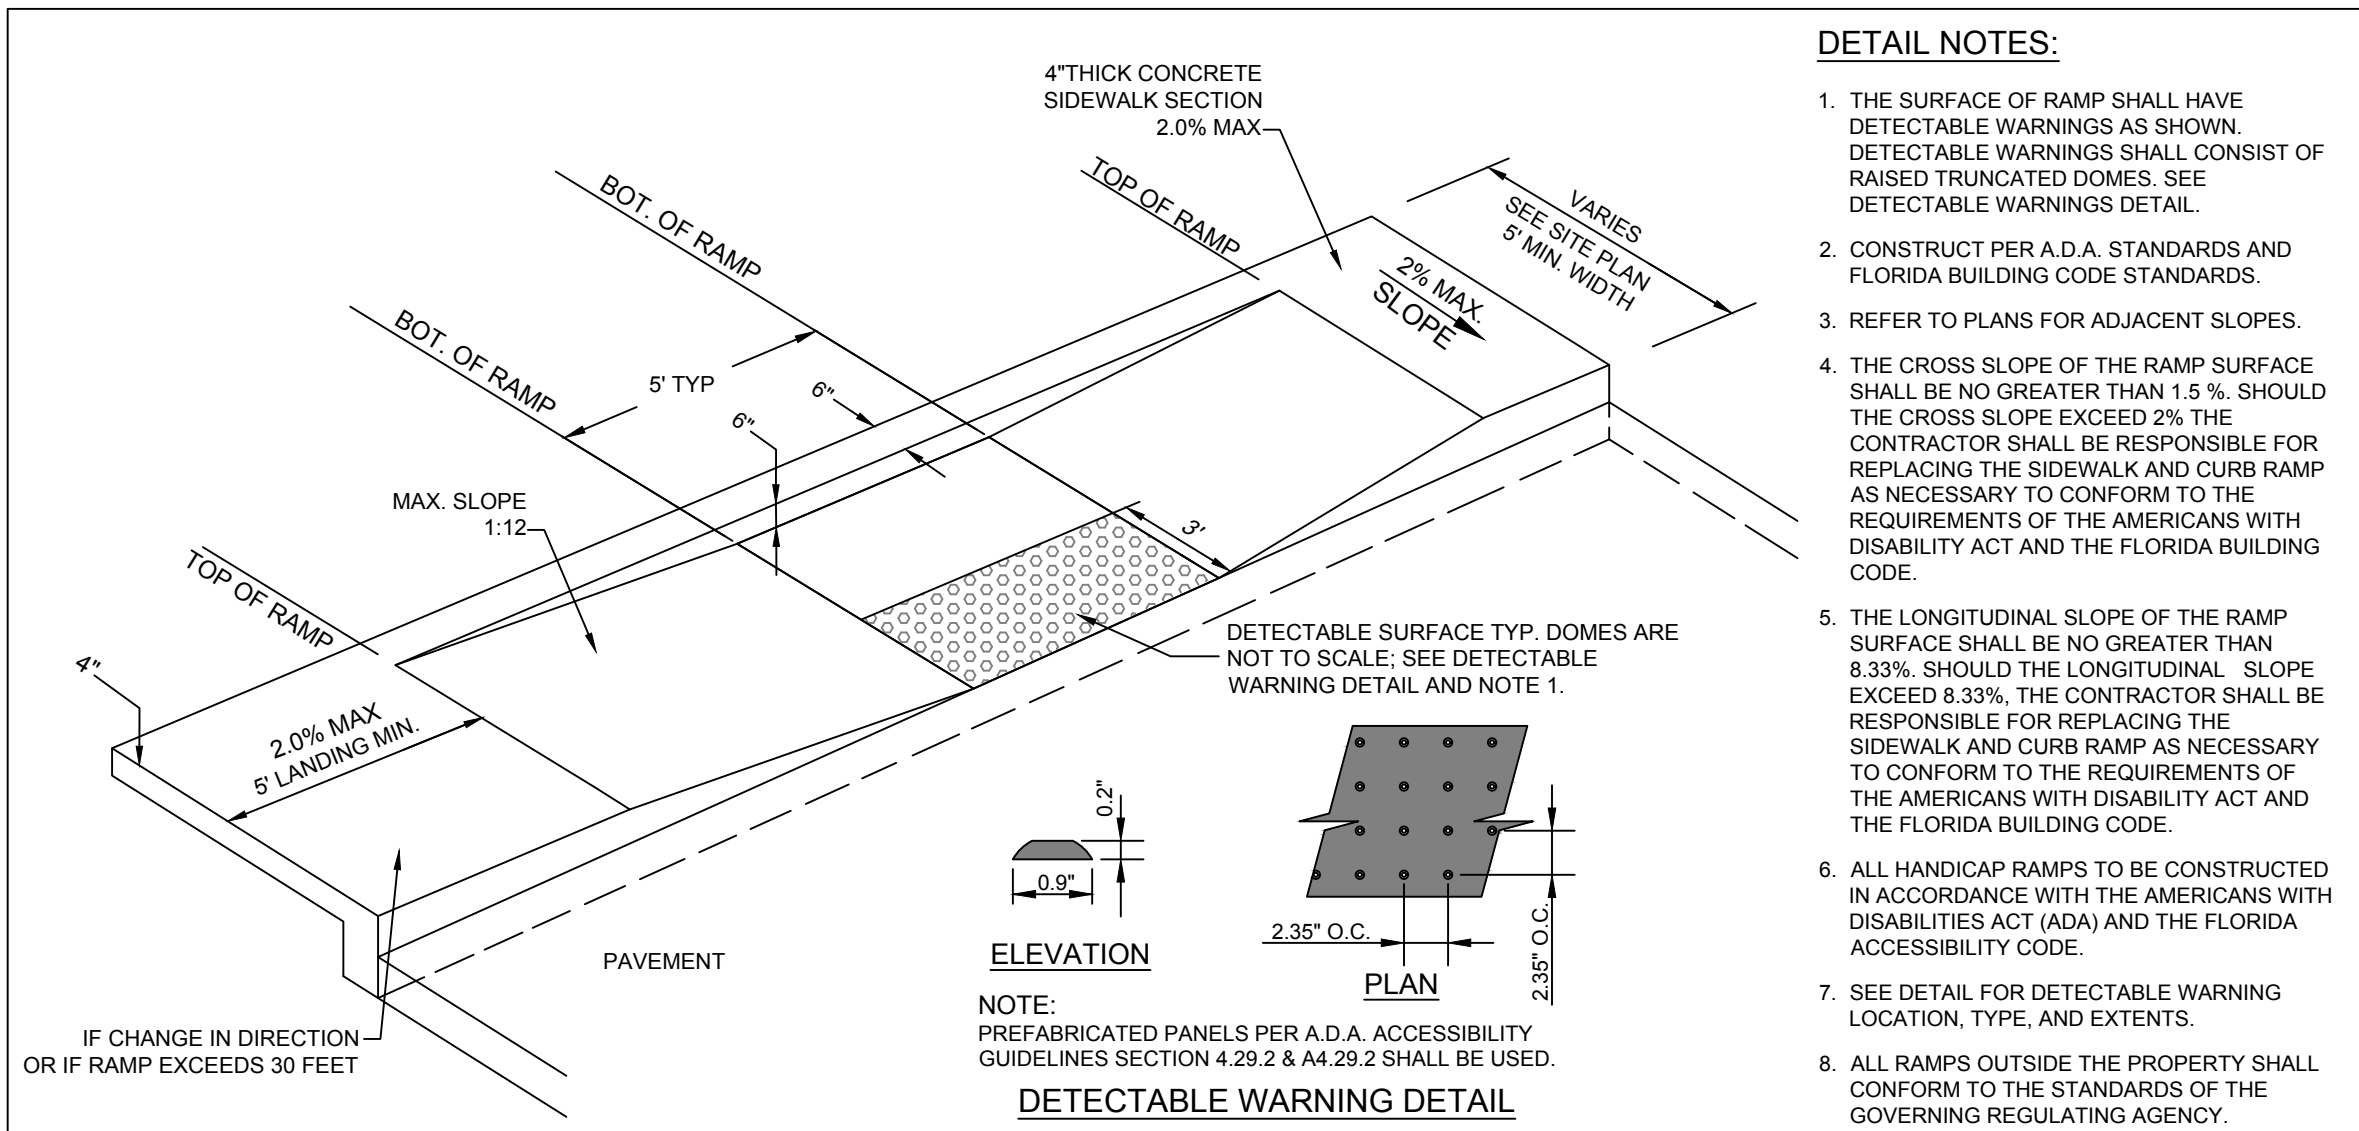 4"THICK CONCRETE
SIDEWALK SECTION
2.0% MAX
BOT. OF RAMP
TOP OF RAMP
VARIES
SEE SITE PLAN
5' MIN. WIDTH
2% MAX.
SLOPE
BOT. OF RAMP
5' TYP
6"
6"
MAX. SLOPE
1:12
3'
TOP OF RAMP
4"
2.0% MAX
5' LANDING MIN.
DETECTABLE SURFACE TYP. DOMES ARE
NOT TO SCALE; SEE DETECTABLE
WARNING DETAIL AND NOTE 1.
PAVEMENT
IF CHANGE IN DIRECTION
OR IF RAMP EXCEEDS 30 FEET
0.2"
0.9"
ELEVATION
2.35" O.C.
2.35" O.C.
PLAN
NOTE:
PREFABRICATED PANELS PER A.D.A. ACCESSIBILITY
GUIDELINES SECTION 4.29.2 & A4.29.2 SHALL BE USED.
DETECTABLE WARNING DETAIL
DETAIL NOTES:
1. THE SURFACE OF RAMP SHALL HAVE
DETECTABLE WARNINGS AS SHOWN.
DETECTABLE WARNINGS SHALL CONSIST OF
RAISED TRUNCATED DOMES. SEE
DETECTABLE WARNINGS DETAIL.
2. CONSTRUCT PER A.D.A. STANDARDS AND
FLORIDA BUILDING CODE STANDARDS.
3. REFER TO PLANS FOR ADJACENT SLOPES.
4. THE CROSS SLOPE OF THE RAMP SURFACE
SHALL BE NO GREATER THAN 1.5 %. SHOULD
THE CROSS SLOPE EXCEED 2% THE
CONTRACTOR SHALL BE RESPONSIBLE FOR
REPLACING THE SIDEWALK AND CURB RAMP
AS NECESSARY TO CONFORM TO THE
REQUIREMENTS OF THE AMERICANS WITH
DISABILITY ACT AND THE FLORIDA BUILDING
CODE.
5. THE LONGITUDINAL SLOPE OF THE RAMP
SURFACE SHALL BE NO GREATER THAN
8.33%. SHOULD THE LONGITUDINAL SLOPE
EXCEED 8.33%, THE CONTRACTOR SHALL BE
RESPONSIBLE FOR REPLACING THE
SIDEWALK AND CURB RAMP AS NECESSARY
TO CONFORM TO THE REQUIREMENTS OF
THE AMERICANS WITH DISABILITY ACT AND
THE FLORIDA BUILDING CODE.
6. ALL HANDICAP RAMPS TO BE CONSTRUCTED
IN ACCORDANCE WITH THE AMERICANS WITH
DISABILITIES ACT (ADA) AND THE FLORIDA
ACCESSIBILITY CODE.
7. SEE DETAIL FOR DETECTABLE WARNING
LOCATION, TYPE, AND EXTENTS.
8. ALL RAMPS OUTSIDE THE PROPERTY SHALL
CONFORM TO THE STANDARDS OF THE
GOVERNING REGULATING AGENCY.